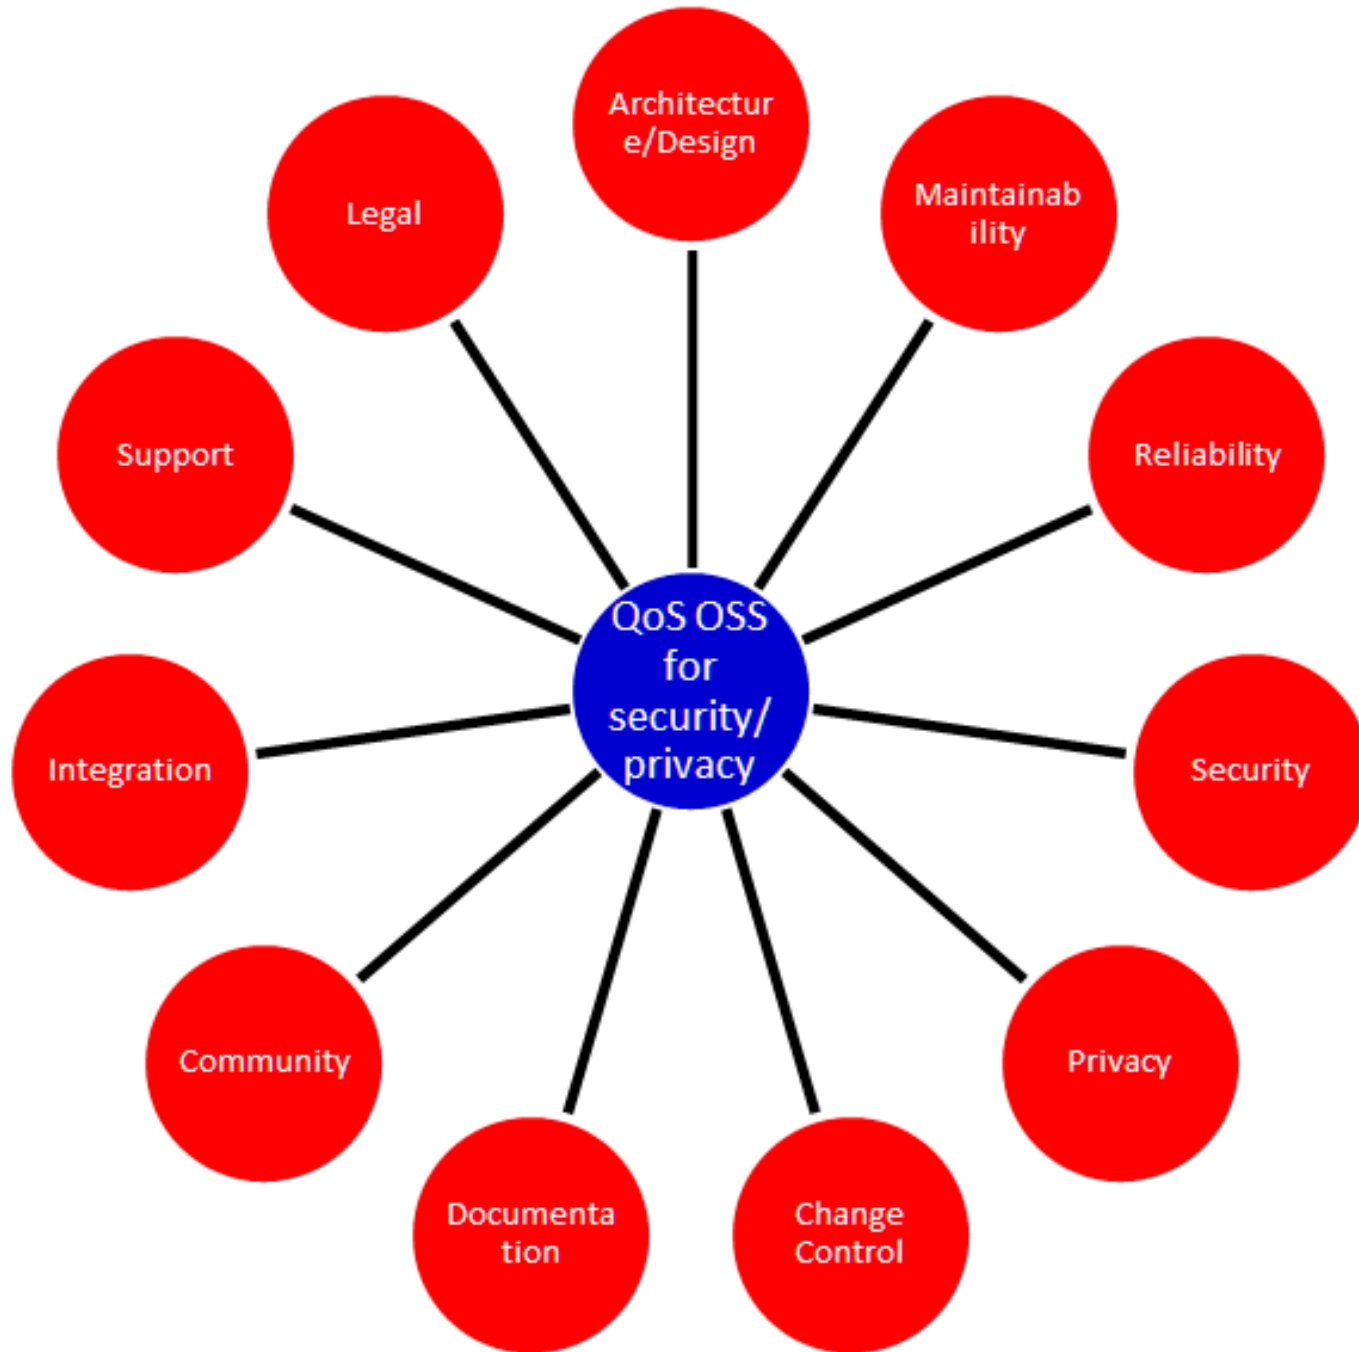 Architectur
e/Design
Maintainab
ility
Reliability
Security
Privacy
Change
Control
Documenta
tion
Community
Integration
Support
Legal
QoS OSS
for
security/
privacy